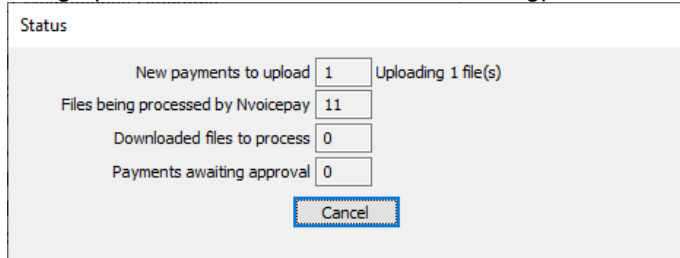 Status
New payments to upload 1 Uploading 1 file(s)
Files being processed by Nvoicepay 11
Downloaded files to process 0
Payments awaiting approval 0
Cancel